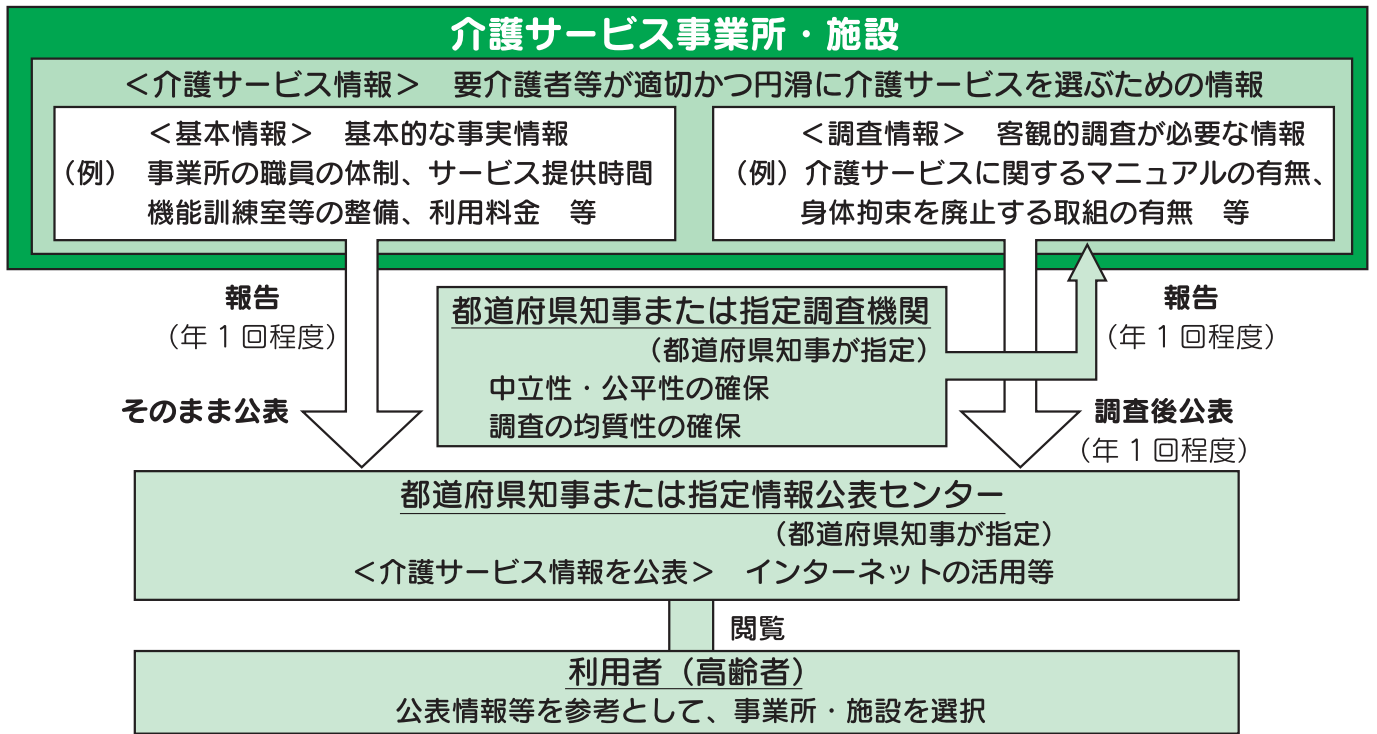 介護サービス事業所・施設
＜介護サービス情報＞　要介護者等が適切かつ円滑に介護サービスを選ぶための情報
＜基本情報＞　基本的な事実情報
（例）　事業所の職員の体制、サービス提供時間
機能訓練室等の整備、利用料金　等
＜調査情報＞　客観的調査が必要な情報
（例）介護サービスに関するマニュアルの有無、
身体拘束を廃止する取組の有無　等
報告
（年１回程度）
そのまま公表
都道府県知事または指定調査機関
（都道府県知事が指定）
中立性・公平性の確保
調査の均質性の確保
報告
（年１回程度）
調査後公表
（年１回程度）
都道府県知事または指定情報公表センター
（都道府県知事が指定）
＜介護サービス情報を公表＞　インターネットの活用等
閲覧
利用者（高齢者）
公表情報等を参考として、事業所・施設を選択